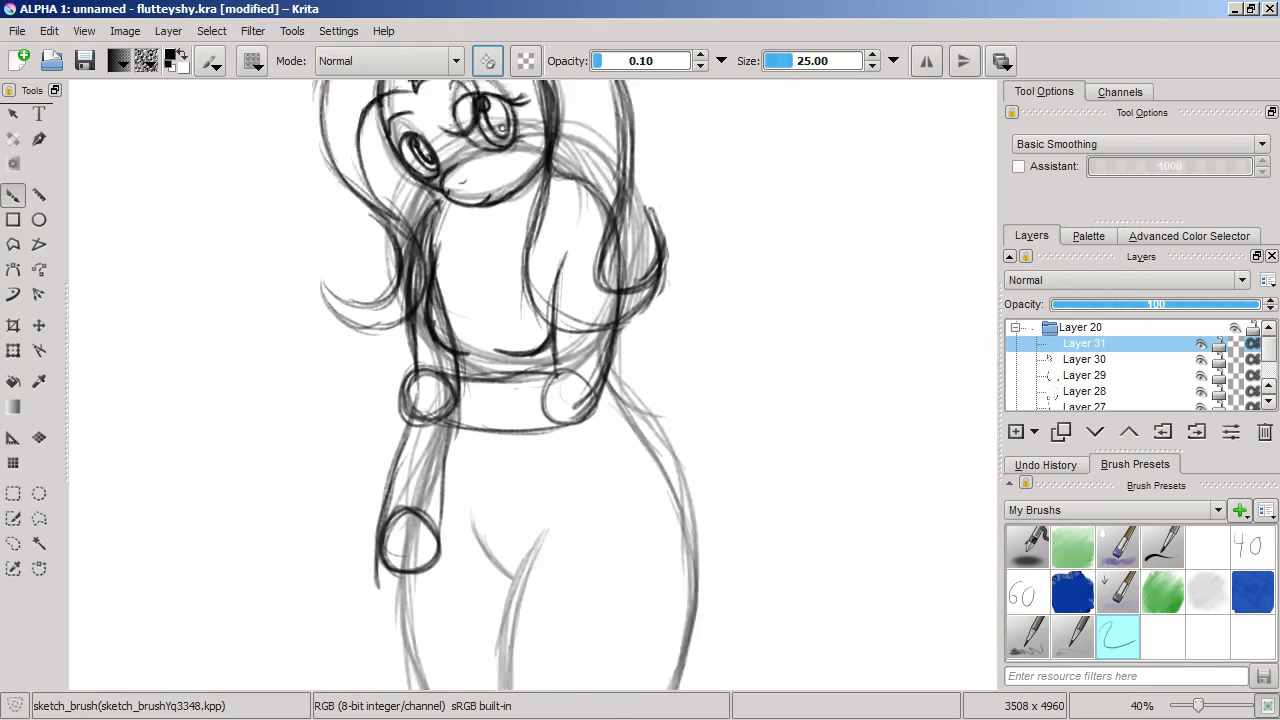 ALPHA 1: unnamed - flutteyshy.kra [modified] – Krita
File Edit View Image Layer Select Filter Tools Settings Help
Mode: Normal Opacity: 0.10 Size: 25.00
Tools
Tool Options Channels
Tool Options
Basic Smoothing
Assistant: 1000
Layers Palette Advanced Color Selector
Layers
Normal
Opacity: 100
Layer 20
Layer 31
Layer 30
Layer 29
Layer 28
Layer 27
Undo History Brush Presets
Brush Presets
My Brushes
40
60
Enter resource filters here
sketch_brush(sketch_brushYq3348.kpp) RGB (8-bit integer/channel) sRGB built-in 3508 x 4960 40%